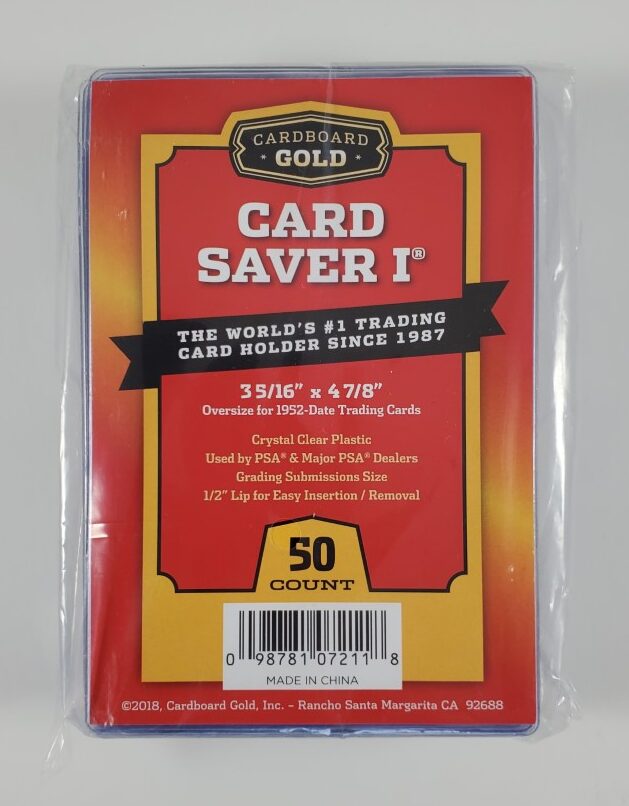 CARDBOARD
GOLD
CARD
SAVER I®
THE WORLD'S #1 TRADING
CARD HOLDER SINCE 1987
3 5/16" x 4 7/8"
Oversize for 1952-Date Trading Cards
Crystal Clear Plastic
Used by PSA® & Major PSA® Dealers
Grading Submissions Size
1/2" Lip for Easy Insertion / Removal
50
COUNT
0 98781 07211 8
MADE IN CHINA
©2018, Cardboard Gold, Inc. – Rancho Santa Margarita CA 92688